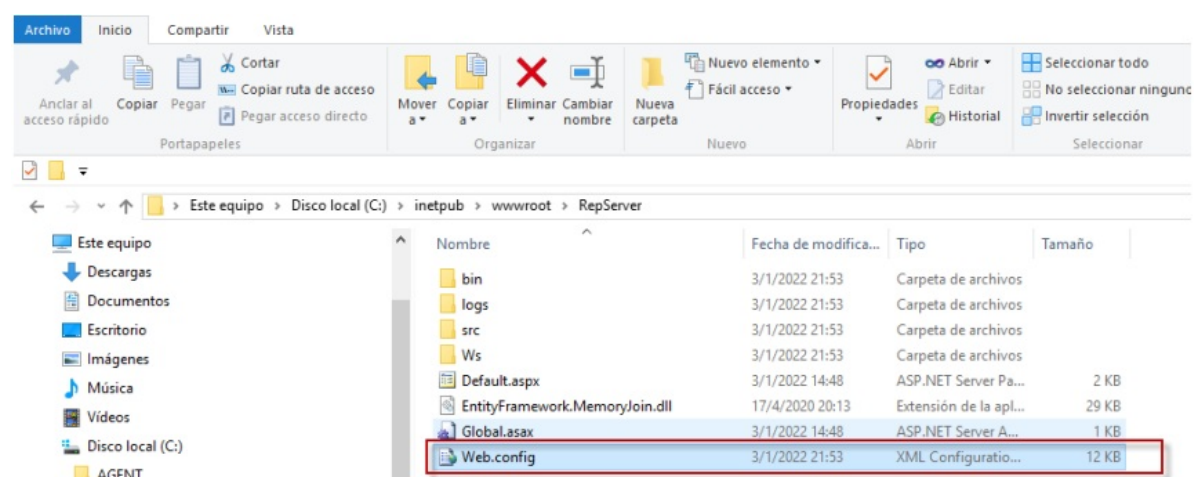 Archivo Inicio Compartir Vista
Anclar al acceso rápido
Copiar
Pegar
Cortar
Copiar ruta de acceso
Pegar acceso directo
Portapapeles
Mover a
Copiar a
Eliminar
Cambiar nombre
Organizar
Nueva carpeta
Nuevo elemento
Fácil acceso
Nuevo
Propiedades
Abrir
Editar
Historial
Abrir
Seleccionar todo
No seleccionar ninguno
Invertir selección
Seleccionar
Este equipo > Disco local (C:) > inetpub > wwwroot > RepServer
Este equipo
Descargas
Documentos
Escritorio
Imágenes
Música
Vídeos
Disco local (C:)
AGENT
Nombre Fecha de modifica... Tipo Tamaño
bin 3/1/2022 21:53 Carpeta de archivos
logs 3/1/2022 21:53 Carpeta de archivos
src 3/1/2022 21:53 Carpeta de archivos
Ws 3/1/2022 21:53 Carpeta de archivos
Default.aspx 3/1/2022 14:48 ASP.NET Server Pa... 2 KB
EntityFramework.MemoryJoin.dll 17/4/2020 20:13 Extensión de la apl... 29 KB
Global.asax 3/1/2022 14:48 ASP.NET Server A... 1 KB
Web.config 3/1/2022 21:53 XML Configuratio... 12 KB